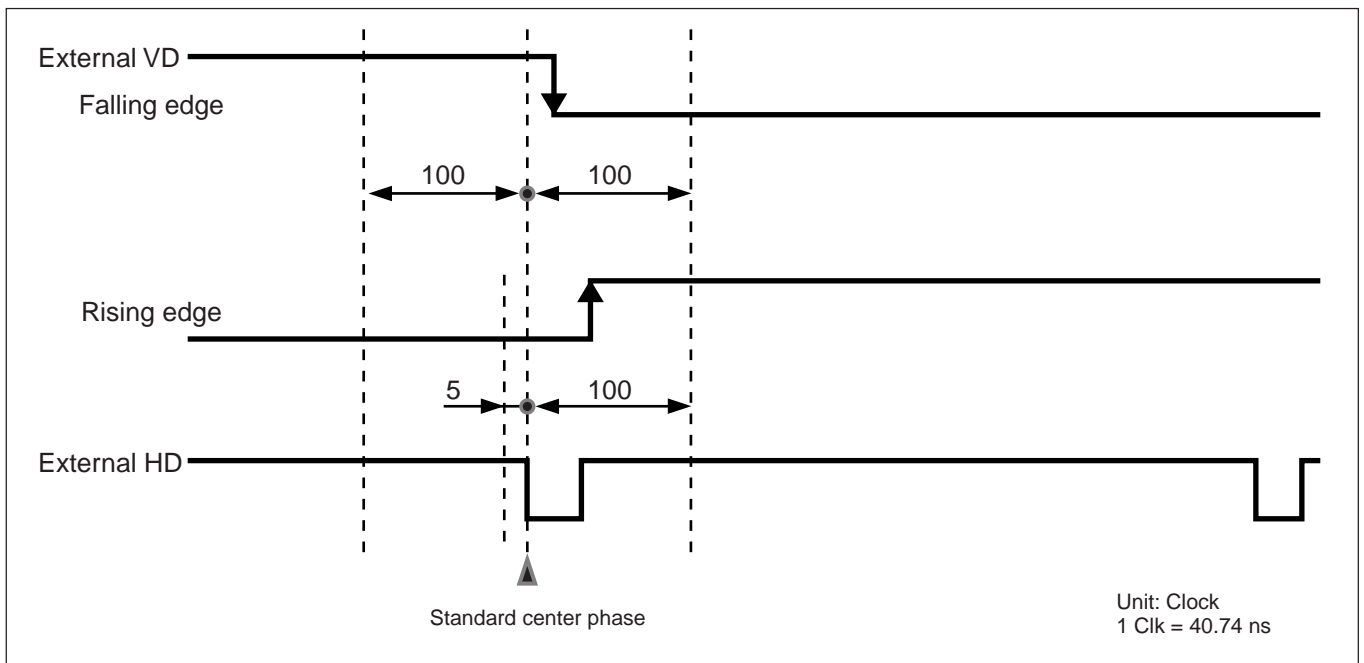 External VD
Falling edge
100 100
Rising edge
5 100
External HD
Standard center phase
Unit: Clock
1 Clk = 40.74 ns